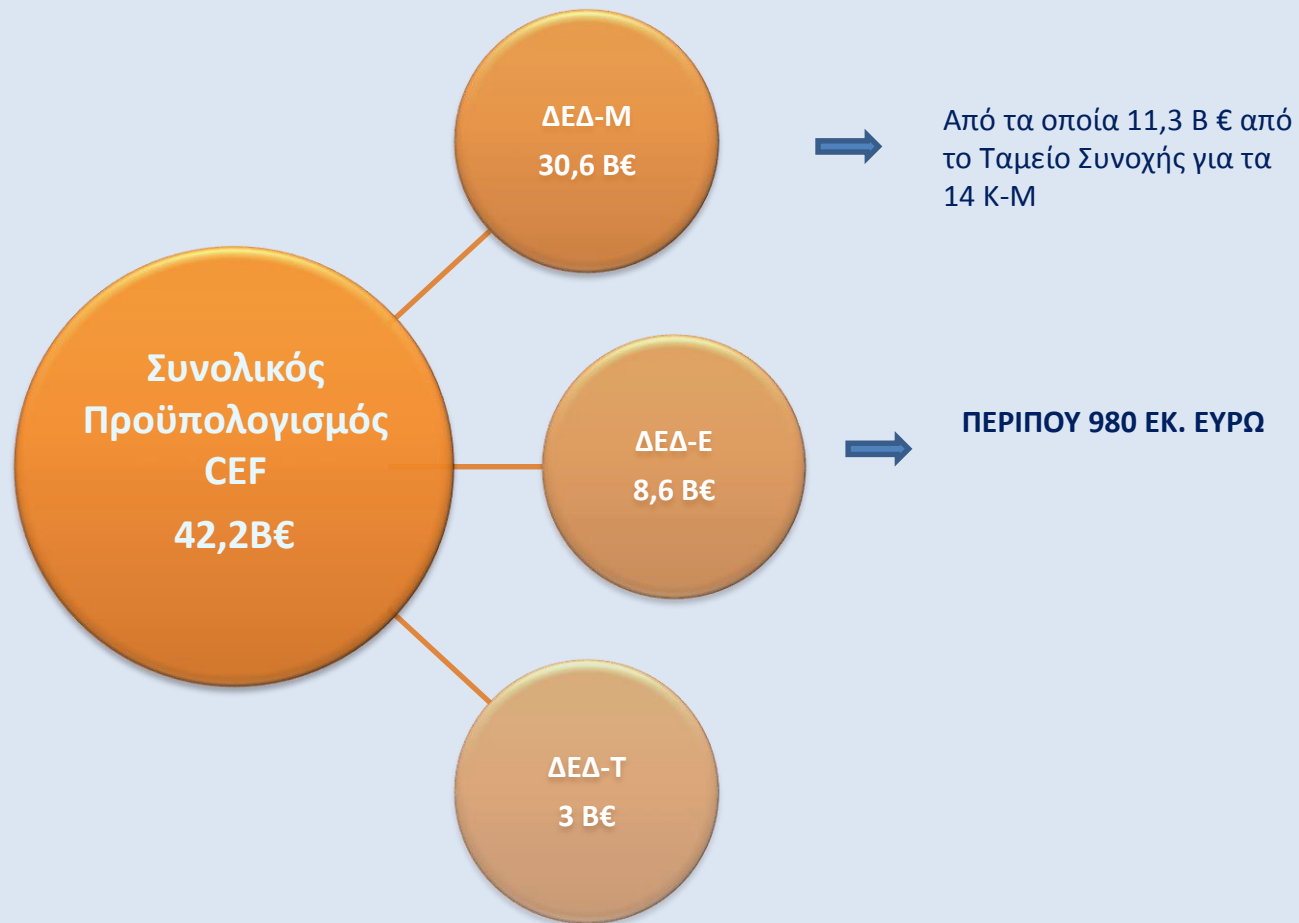 ΔΕΔ-Μ
30,6 Β€
Από τα οποία 11,3 Β € από
το Ταμείο Συνοχής για τα
14 Κ-Μ
Συνολικός
Προϋπολογισμός
CEF
42,2Β€
ΔΕΔ-Ε
8,6 Β€
ΠΕΡΙΠΟΥ 980 ΕΚ. ΕΥΡΩ
ΔΕΔ-Τ
3 Β€